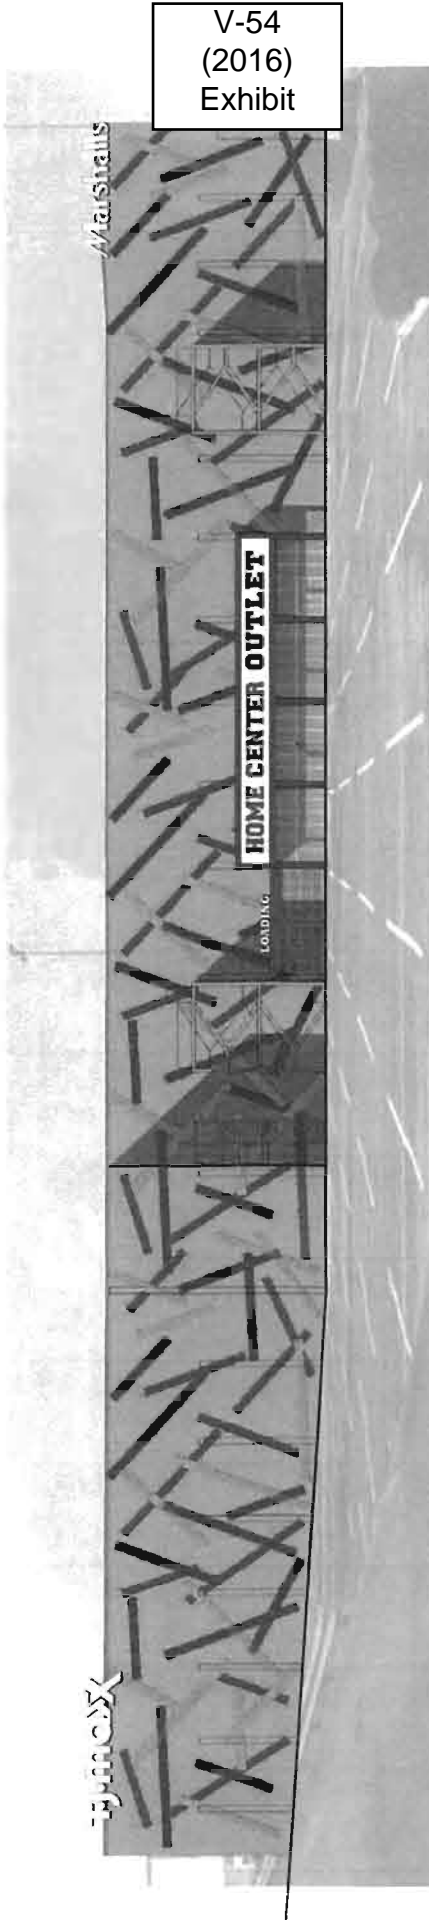 V-54
(2016)
Exhibit
Marshalls
HOME CENTER OUTLET
LOADING
TJ.maxx